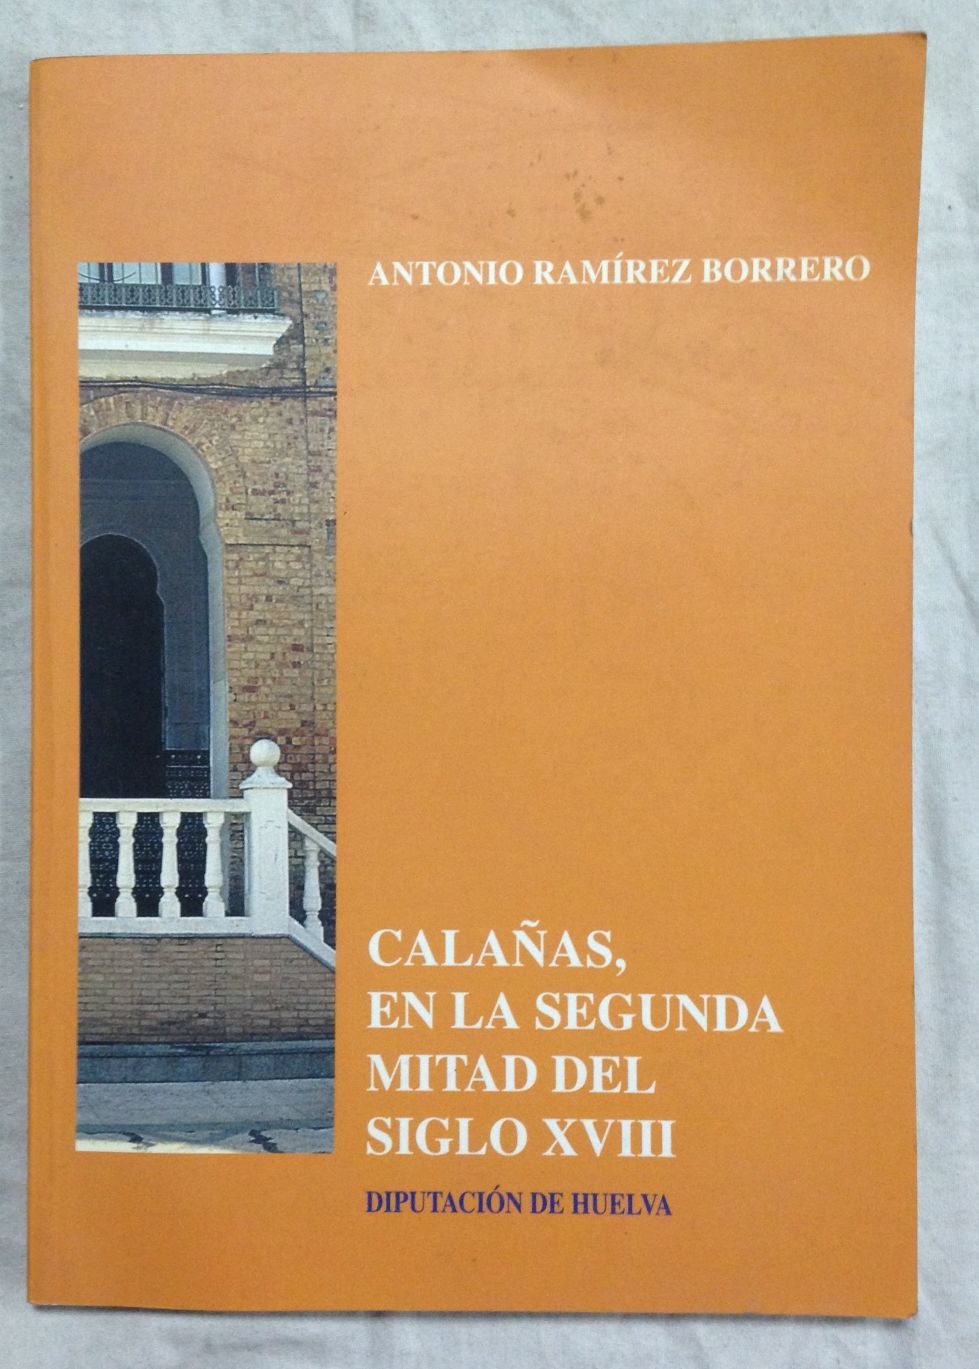 ANTONIO RAMÍREZ BORRERO
CALAÑAS,
EN LA SEGUNDA
MITAD DEL
SIGLO XVIII
DIPUTACIÓN DE HUELVA